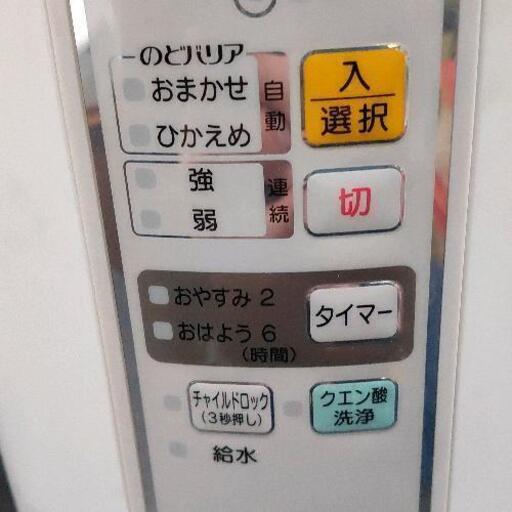 のどバリア
おまかせ
ひかえめ
自動
入
選択
強
弱
連続
切
おやすみ 2
おはよう 6
(時間)
タイマー
チャイルドロック
(3秒押し)
クエン酸
洗浄
給水